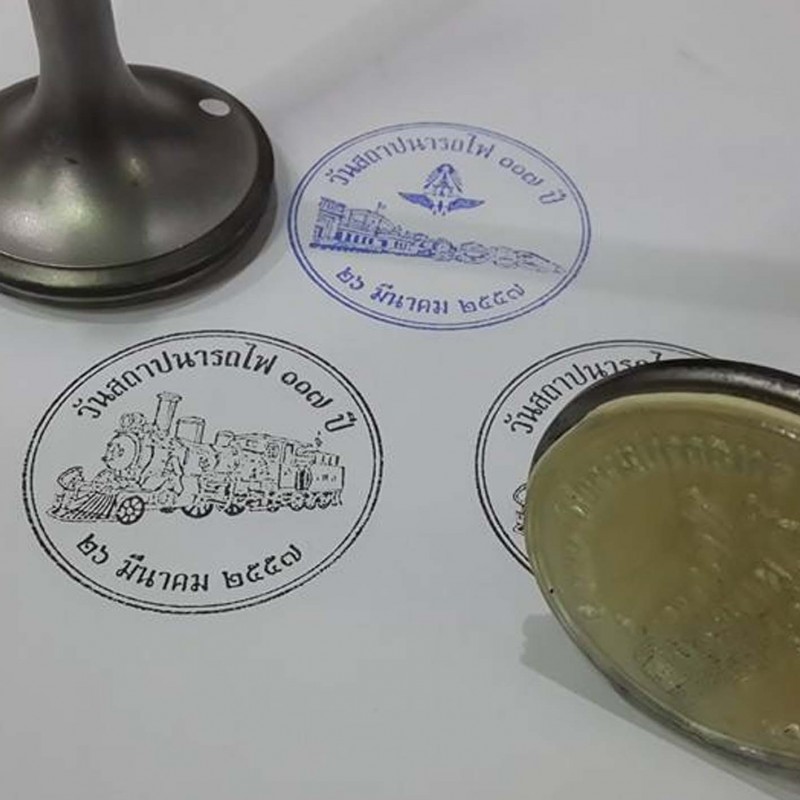 วันสถาปนารถไฟ ๑๑๗ ปี
๒๖ มีนาคม ๒๕๕๗
วันสถาปนารถไฟ ๑๑๗ ปี
๒๖ มีนาคม ๒๕๕๗
วันสถาปนารถไ